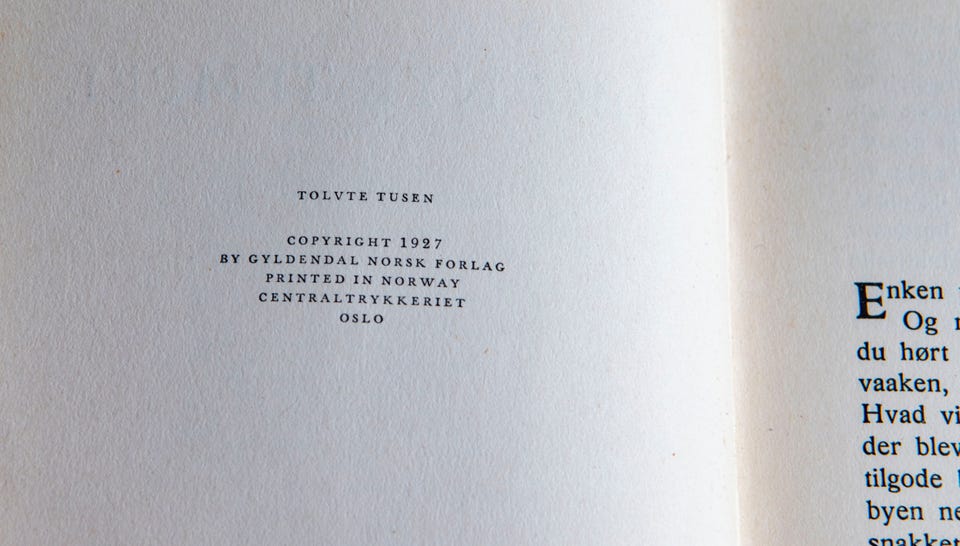 TOLVTE TUSEN
COPYRIGHT 1927
BY GYLDENDAL NORSK FORLAG
PRINTED IN NORWAY
CENTRALTRYKKERIET
OSLO
Enken
Og
du hørt
vaaken,
Hvad
der
tilgode
byen